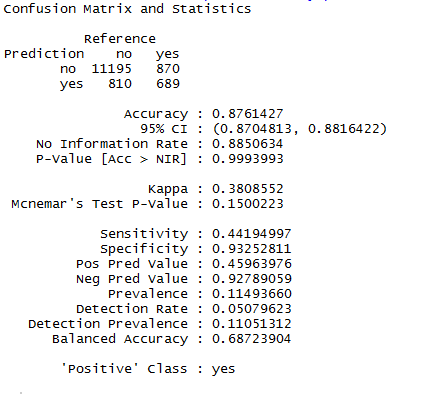 Confusion Matrix and Statistics
Reference
Prediction no yes
no 11195 870
yes 810 689
Accuracy : 0.8761427
95% CI : (0.8704813, 0.8816422)
No Information Rate : 0.8850634
P-Value [Acc > NIR] : 0.9993993
Kappa : 0.3808552
Mcnemar's Test P-Value : 0.1500223
Sensitivity : 0.44194997
Specificity : 0.93252811
Pos Pred Value : 0.45963976
Neg Pred Value : 0.92789059
Prevalence : 0.11493660
Detection Rate : 0.05079623
Detection Prevalence : 0.11051312
Balanced Accuracy : 0.68723904
'Positive' Class : yes